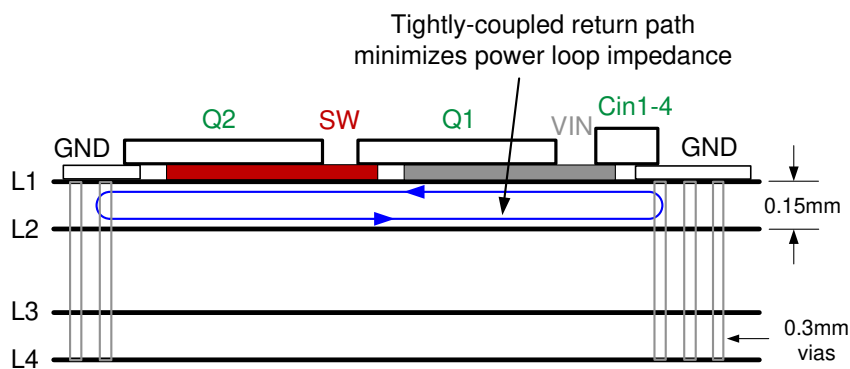 Tightly-coupled return path
minimizes power loop impedance
Cin1-4
Q2
SW
Q1
VIN
GND
GND
L1
0.15mm
L2
L3
0.3mm
vias
L4